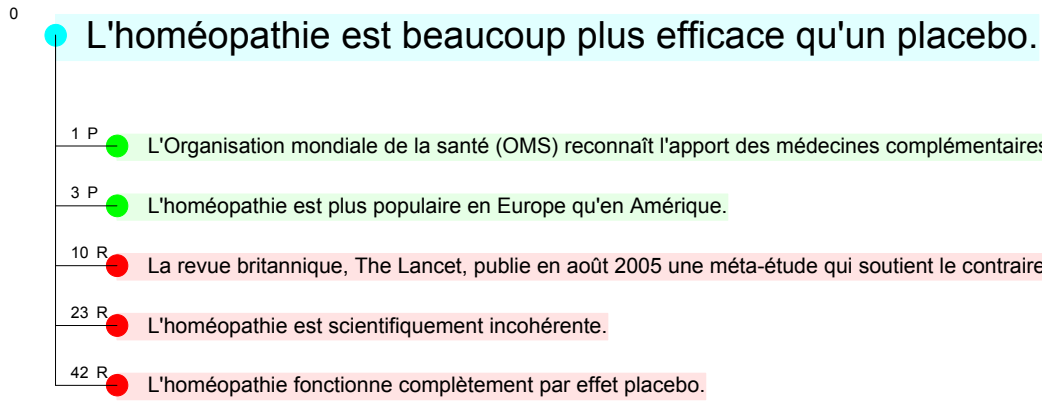 0
L'homéopathie est beaucoup plus efficace qu'un placebo.
1 P
L'Organisation mondiale de la santé (OMS) reconnaît l'apport des médecines complémentaires
3 P
L'homéopathie est plus populaire en Europe qu'en Amérique.
10 R
La revue britannique, The Lancet, publie en août 2005 une méta-étude qui soutient le contraire
23 R
L'homéopathie est scientifiquement incohérente.
42 R
L'homéopathie fonctionne complètement par effet placebo.